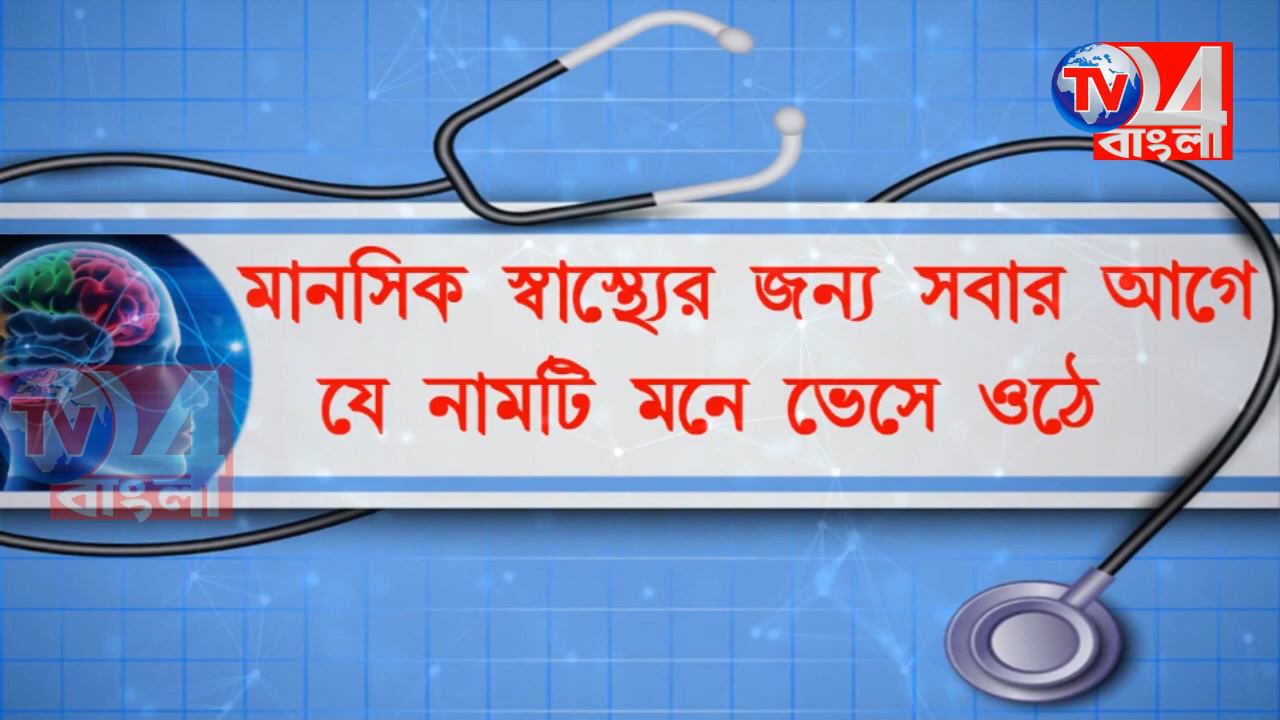 TV 24
বাংলা
মানসিক স্বাস্থ্যের জন্য সবার আগে
যে নামটি মনে ভেসে ওঠে
TV 24
বাংলা